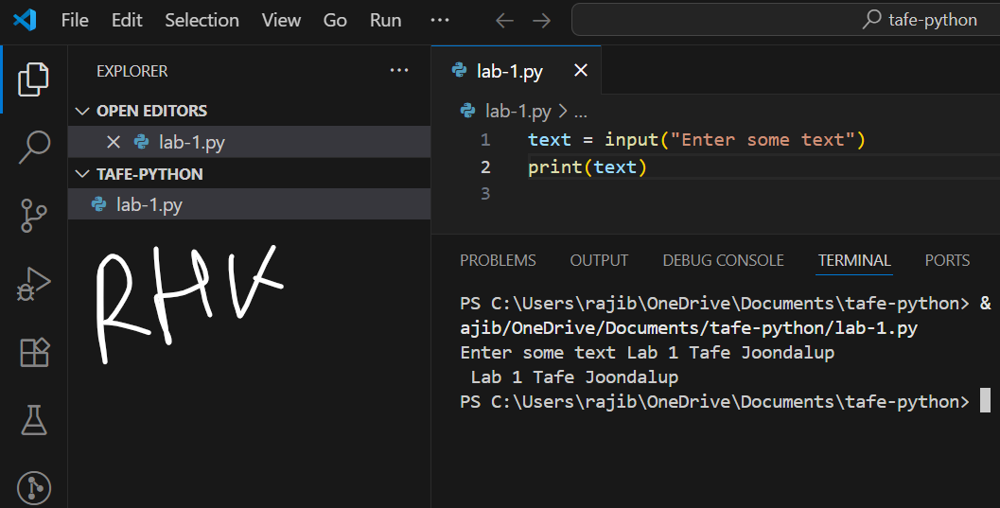 File Edit Selection View Go Run ... tafe-python
EXPLORER ...
lab-1.py
OPEN EDITORS
lab-1.py
lab-1.py > ...
TAFE-PYTHON
lab-1.py
1 text = input("Enter some text")
2 print(text)
3
RHK
PROBLEMS OUTPUT DEBUG CONSOLE TERMINAL PORTS
PS C:\Users\rajib\OneDrive\Documents\tafe-python> &
ajib/OneDrive/Documents/tafe-python/lab-1.py
Enter some text Lab 1 Tafe Joondalup
 Lab 1 Tafe Joondalup
PS C:\Users\rajib\OneDrive\Documents\tafe-python>